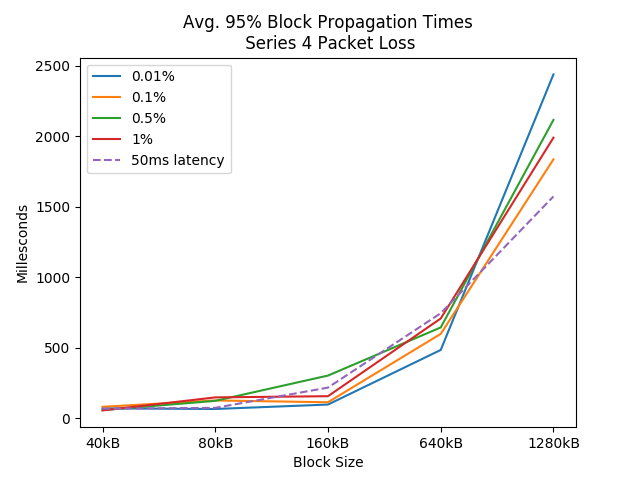 Avg. 95% Block Propagation Times
Series 4 Packet Loss
0.01%
0.1%
0.5%
1%
50ms latency
2500
2000
1500
1000
500
0
Millesconds
40kB
80kB
160kB
640kB
1280kB
Block Size